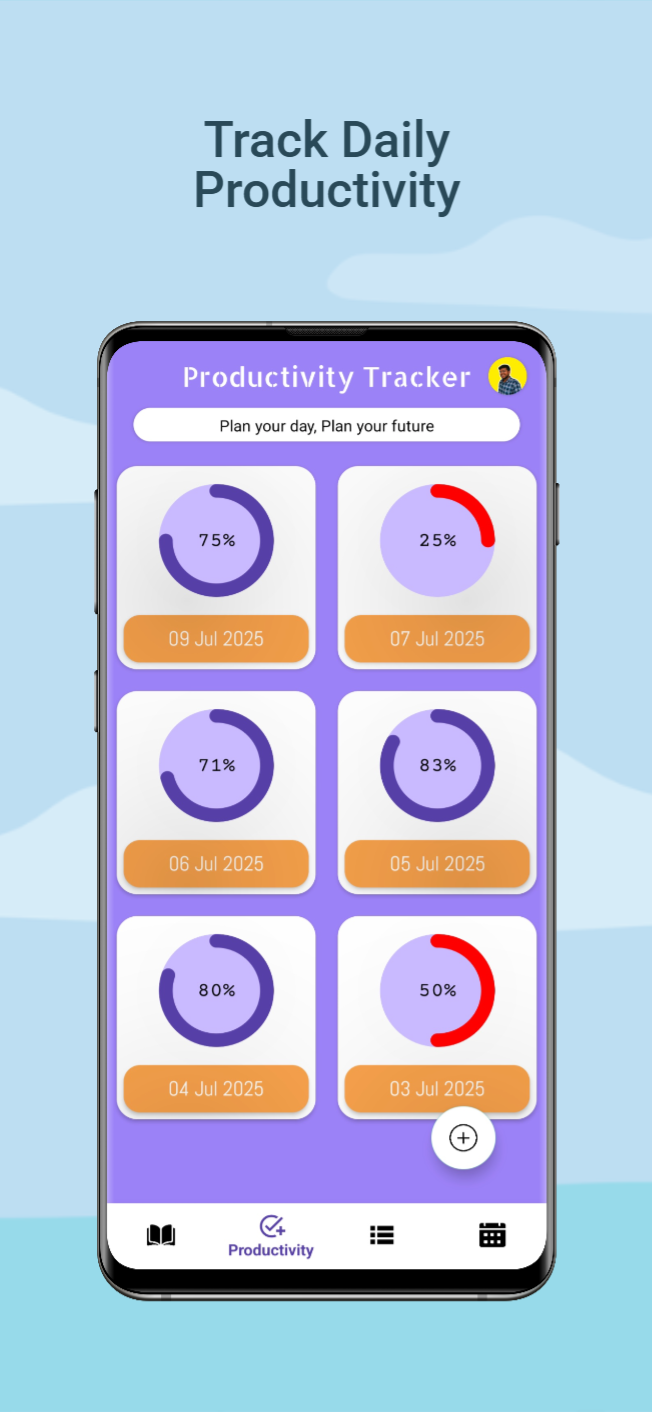 Track Daily
Productivity
Productivity Tracker
Plan your day, Plan your future
75%
25%
09 Jul 2025
07 Jul 2025
71%
83%
06 Jul 2025
05 Jul 2025
80%
50%
04 Jul 2025
03 Jul 2025
Productivity